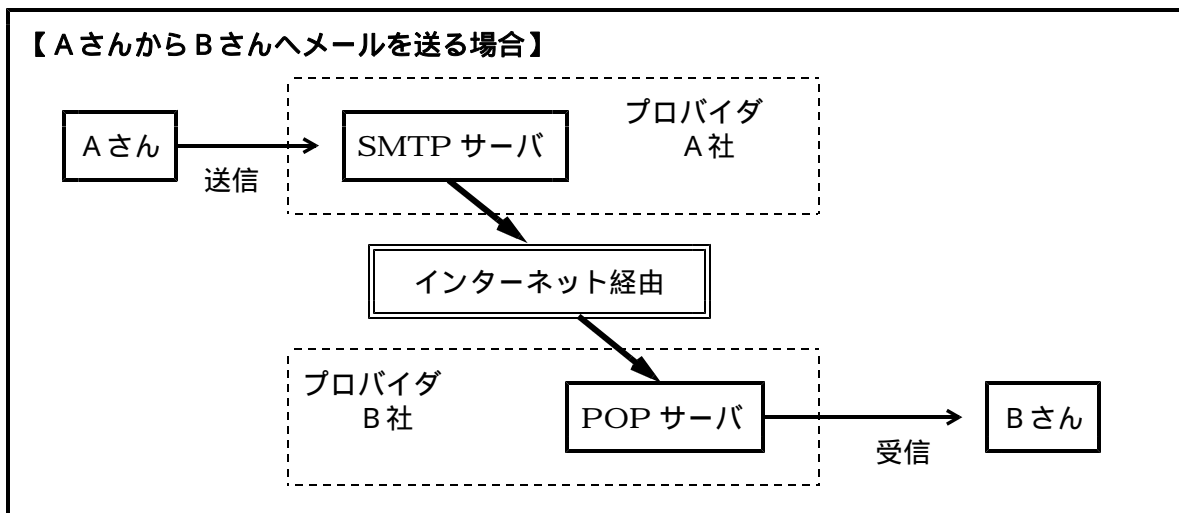 【Ａさんから Ｂさんへメールを送る場合】
プロバイダ
Ａさん
SMTP サーバ
Ａ社
送信
インターネット経由
プロバイダ
Ｂ社
POP サーバ
Ｂさん
受信